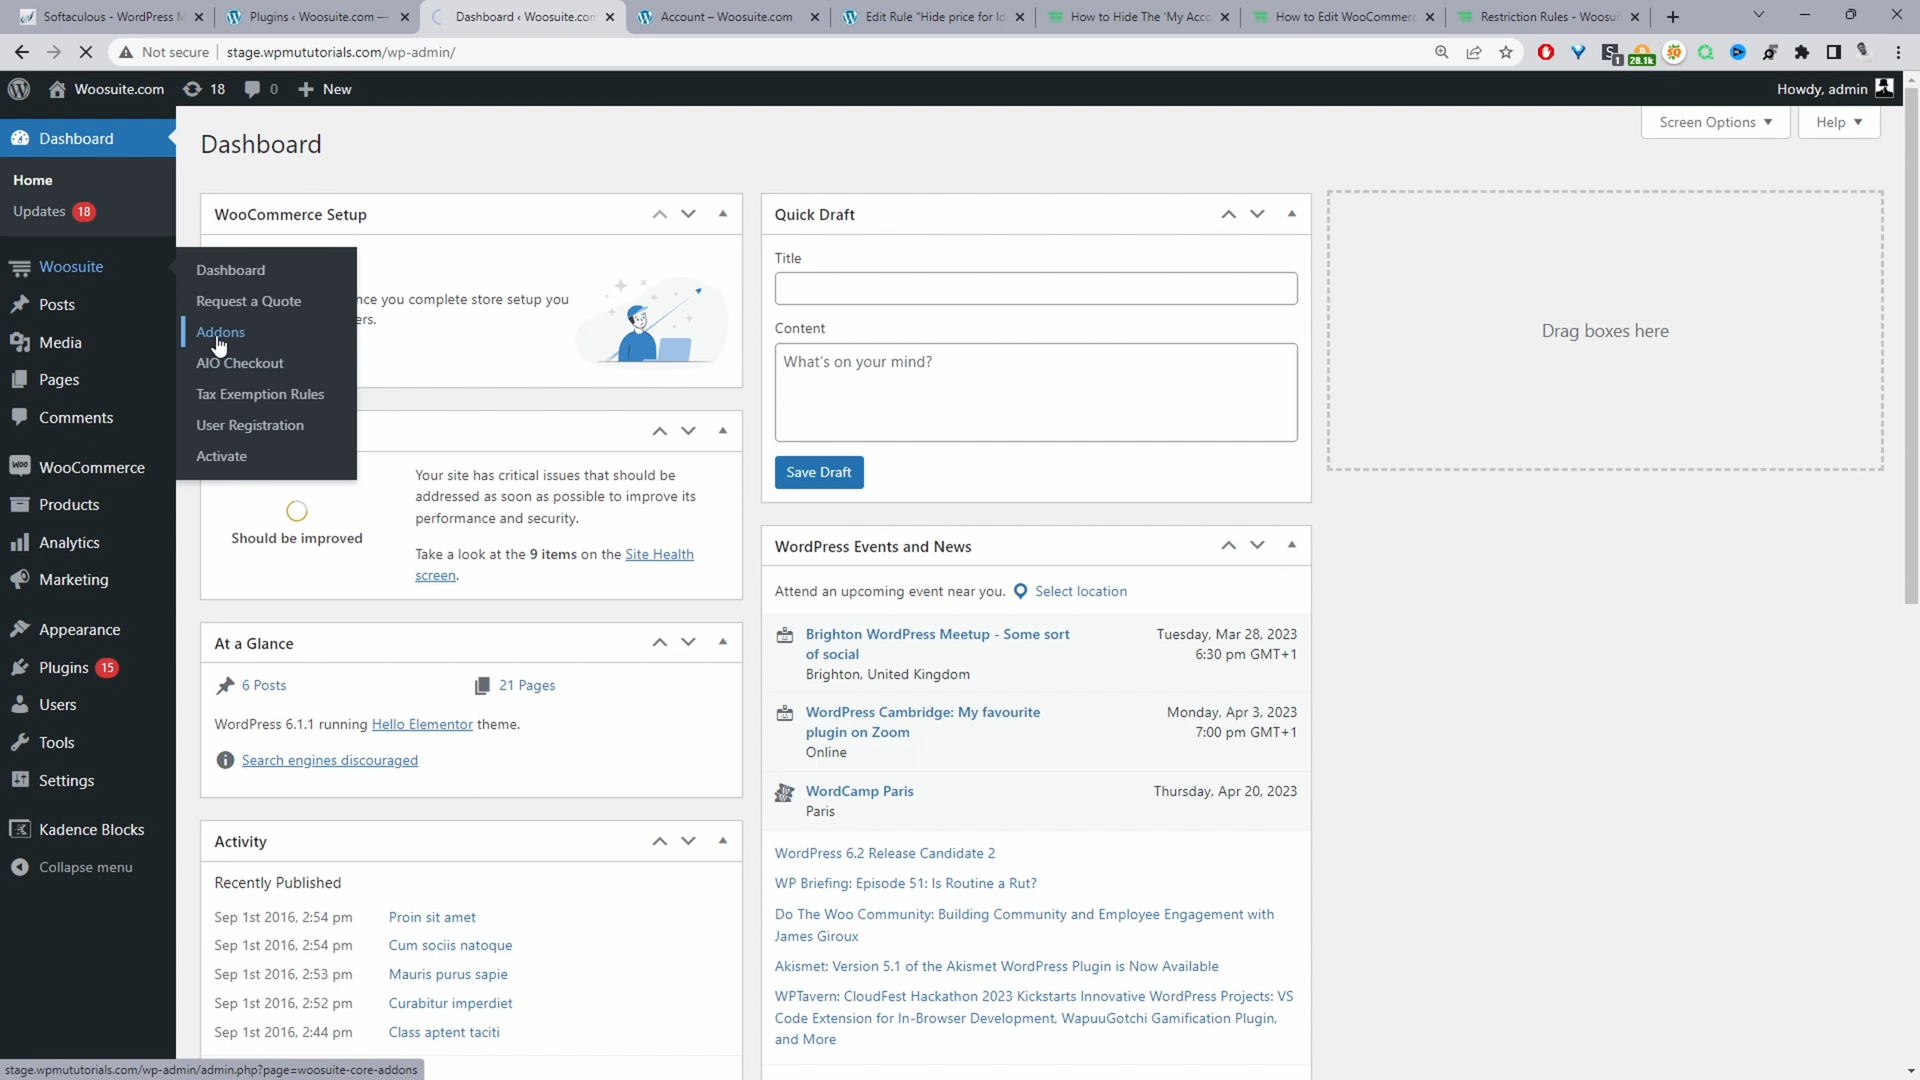 Softaculous - WordPress M
Plugins ‹ Woosuite.com —
Dashboard ‹ Woosuite.com
Account – Woosuite.com
Edit Rule "Hide price for lo
How to Hide The 'My Acco
How to Edit WooCommerc
Restriction Rules - Woosui
Not secure
stage.wpmututorials.com/wp-admin/
1
28.1k
Woosuite.com
18
0
New
Howdy, admin
Screen Options
Help
Dashboard
Home
Updates 18
Woosuite
Posts
Media
Pages
Comments
WooCommerce
Products
Analytics
Marketing
Appearance
Plugins 15
Users
Tools
Settings
Kadence Blocks
Collapse menu
Dashboard
Request a Quote
Addons
AIO Checkout
Tax Exemption Rules
User Registration
Activate
Dashboard
WooCommerce Setup
nce you complete store setup you
ers.
Should be improved
Your site has critical issues that should be
addressed as soon as possible to improve its
performance and security.
Take a look at the 9 items on the Site Health
screen.
At a Glance
6 Posts
21 Pages
WordPress 6.1.1 running Hello Elementor theme.
Search engines discouraged
Activity
Recently Published
Sep 1st 2016, 2:54 pm Proin sit amet
Sep 1st 2016, 2:54 pm Cum sociis natoque
Sep 1st 2016, 2:53 pm Mauris purus sapie
Sep 1st 2016, 2:52 pm Curabitur imperdiet
Sep 1st 2016, 2:44 pm Class aptent taciti
Quick Draft
Title
Content
What's on your mind?
Save Draft
WordPress Events and News
Attend an upcoming event near you. Select location
Brighton WordPress Meetup - Some sort
of social
Brighton, United Kingdom
Tuesday, Mar 28, 2023
6:30 pm GMT+1
WordPress Cambridge: My favourite
plugin on Zoom
Online
Monday, Apr 3, 2023
7:00 pm GMT+1
WordCamp Paris
Paris
Thursday, Apr 20, 2023
WordPress 6.2 Release Candidate 2
WP Briefing: Episode 51: Is Routine a Rut?
Do The Woo Community: Building Community and Employee Engagement with
James Giroux
Akismet: Version 5.1 of the Akismet WordPress Plugin is Now Available
WPTavern: CloudFest Hackathon 2023 Kickstarts Innovative WordPress Projects: VS
Code Extension for In-Browser Development, WapuuGotchi Gamification Plugin,
and More
Drag boxes here
stage.wpmututorials.com/wp-admin/admin.php?page=woosuite-core-addons